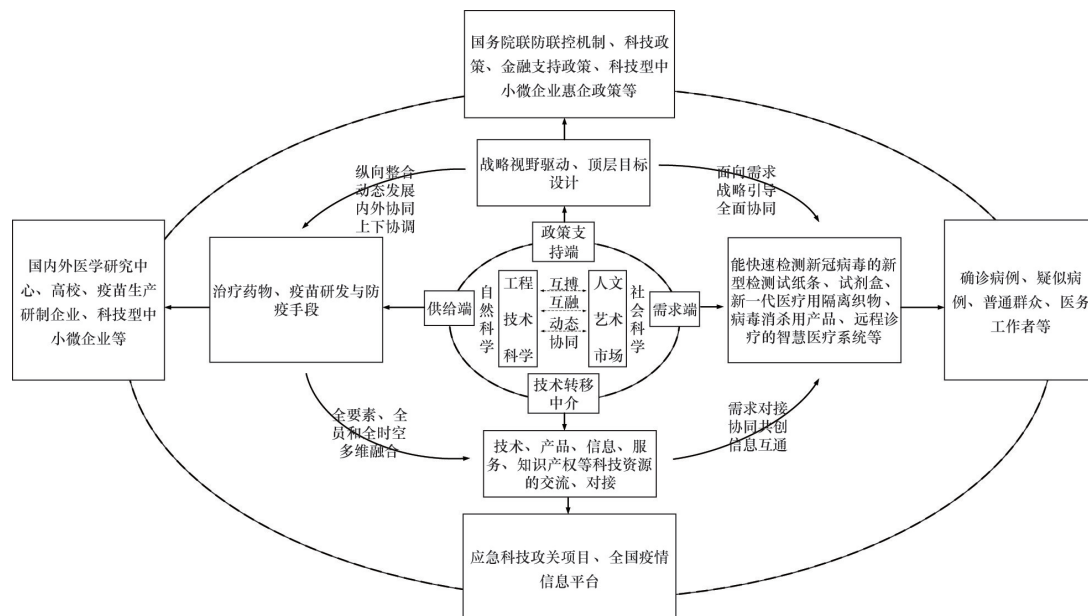 国务院联防联控机制、科技政
策、金融支持政策、科技型中
小微企业惠企政策等
战略视野驱动、顶层目标
设计
纵向整合
动态发展
内外协同
上下协调
面向需求
战略引导
全面协同
政策支
持端
国内外医学研究中
心、高校、疫苗生产
研制企业、科技型中
小微企业等
治疗药物、疫苗研发与防
疫手段
供给端
自然科学
工程
技术
科学
互搏
互融
动态
协同
人文
艺术
市场
社会科学
需求端
能快速检测新冠病毒的新
型检测试纸条、试剂盒、
新一代医疗用隔离织物、
病毒消杀用产品、远程诊
疗的智慧医疗系统等
确诊病例、疑似病
例、普通群众、医务
工作者等
技术转移
中介
全要素、全
员和全时空
多维融合
技术、产品、信息、服
务、知识产权等科技资源
的交流、对接
需求对接
协同共创
信息互通
应急科技攻关项目、全国疫情
信息平台